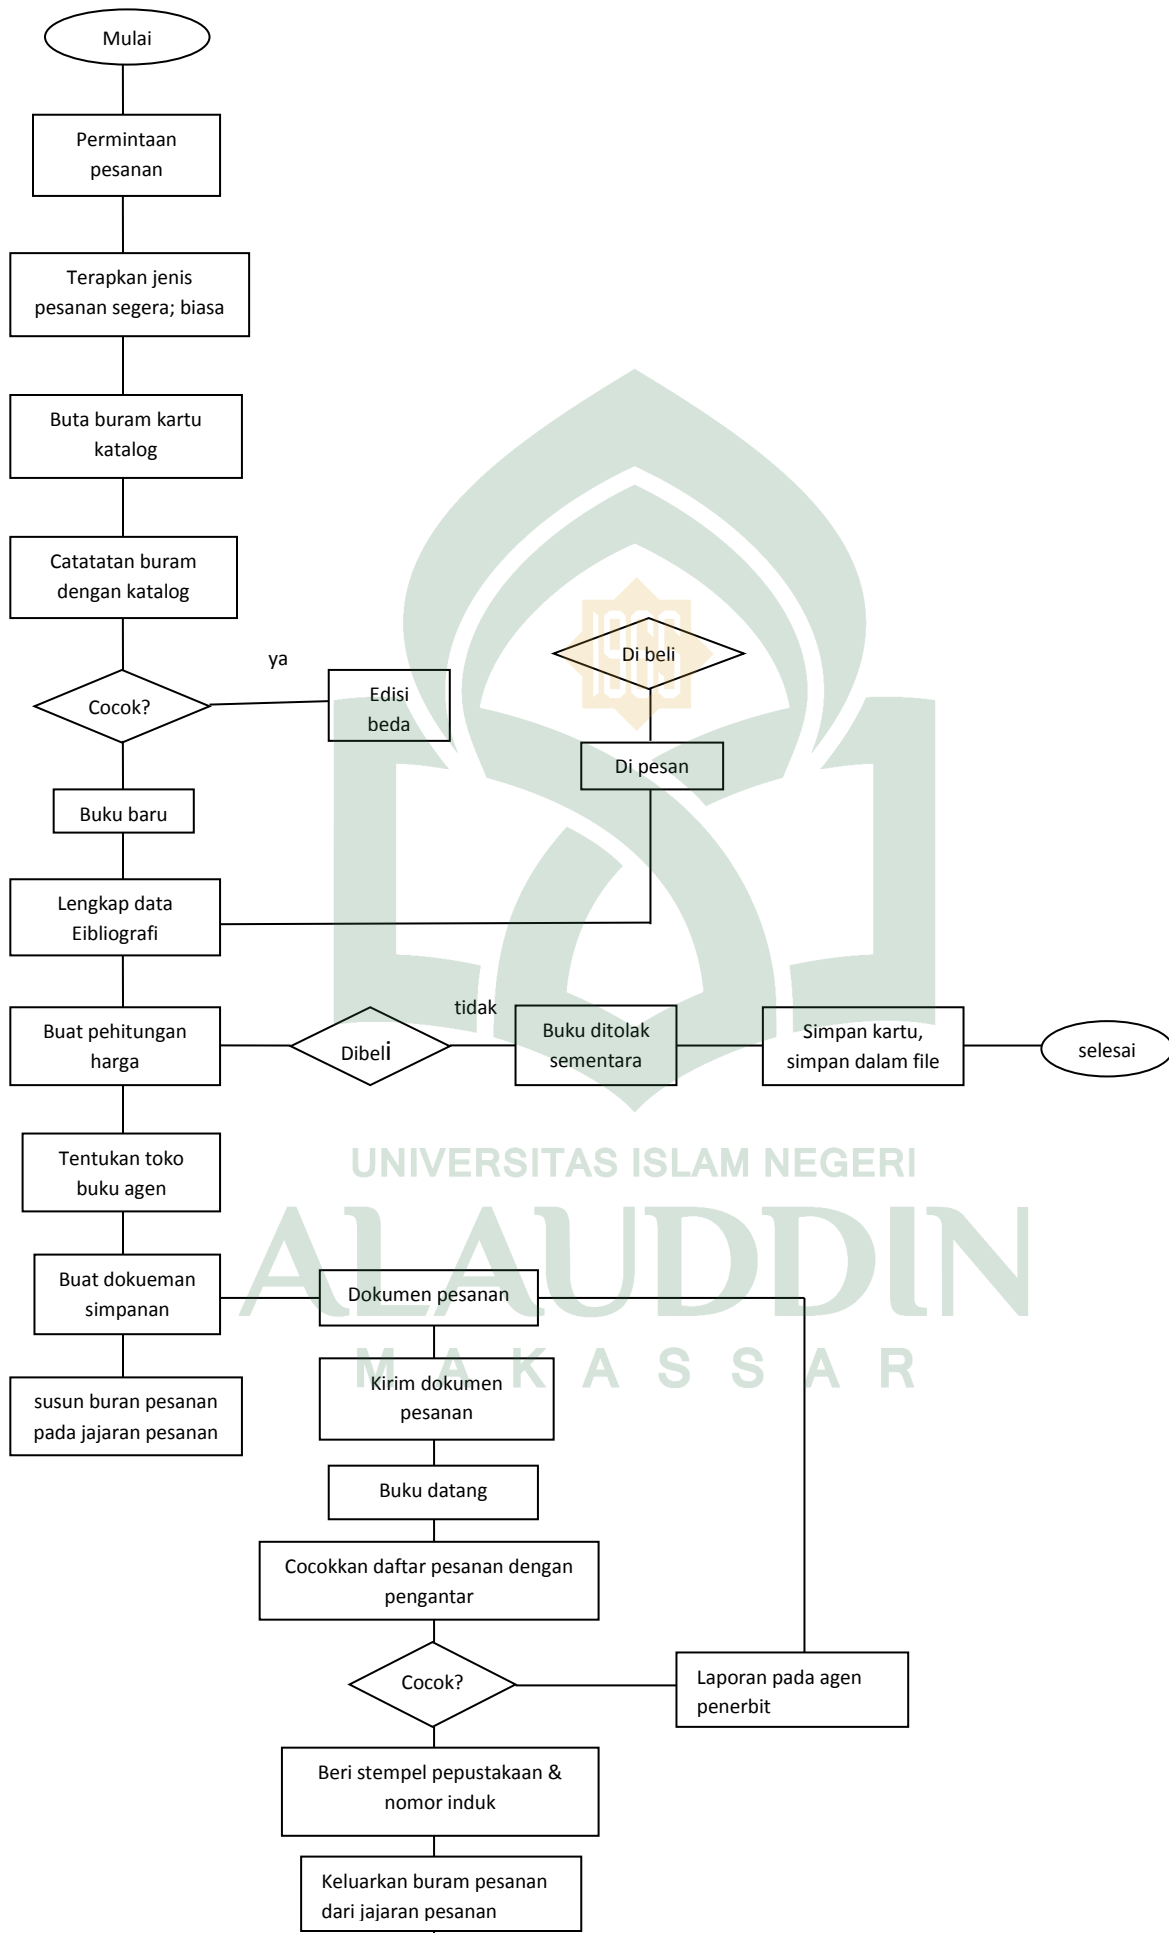 Mulai
Permintaan
pesanan
Terapkan jenis
pesanan segera; biasa
Buta buram kartu
katalog
Catatatan buram
dengan katalog
ya
Cocok?
Edisi
beda
1965
Di beli
Di pesan
Buku baru
Lengkap data
Eibliografi
Buat pehitungan
harga
Dibeli
tidak
Buku ditolak
sementara
Simpan kartu,
simpan dalam file
selesai
Tentukan toko
buku agen
UNIVERSITAS ISLAM NEGERI
ALAUDDIN
MAKASSAR
Buat dokueman
simpanan
Dokumen pesanan
susun buran pesanan
pada jajaran pesanan
Kirim dokumen
pesanan
Buku datang
Cocokkan daftar pesanan dengan
pengantar
Cocok?
Laporan pada agen
penerbit
Beri stempel pepustakaan &
nomor induk
Keluarkan buram pesanan
dari jajaran pesanan